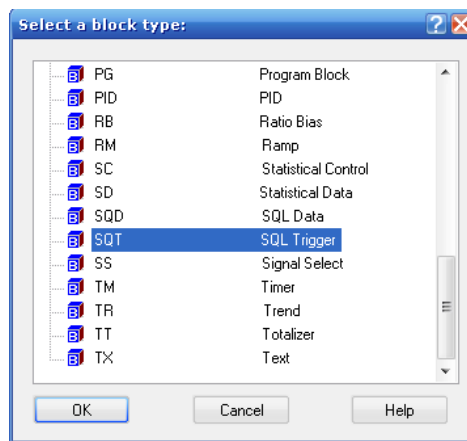 Select a block type:
PG Program Block
PID PID
RB Ratio Bias
RM Ramp
SC Statistical Control
SD Statistical Data
SQD SQL Data
SQT SQL Trigger
SS Signal Select
TM Timer
TR Trend
TT Totalizer
TX Text
OK Cancel Help